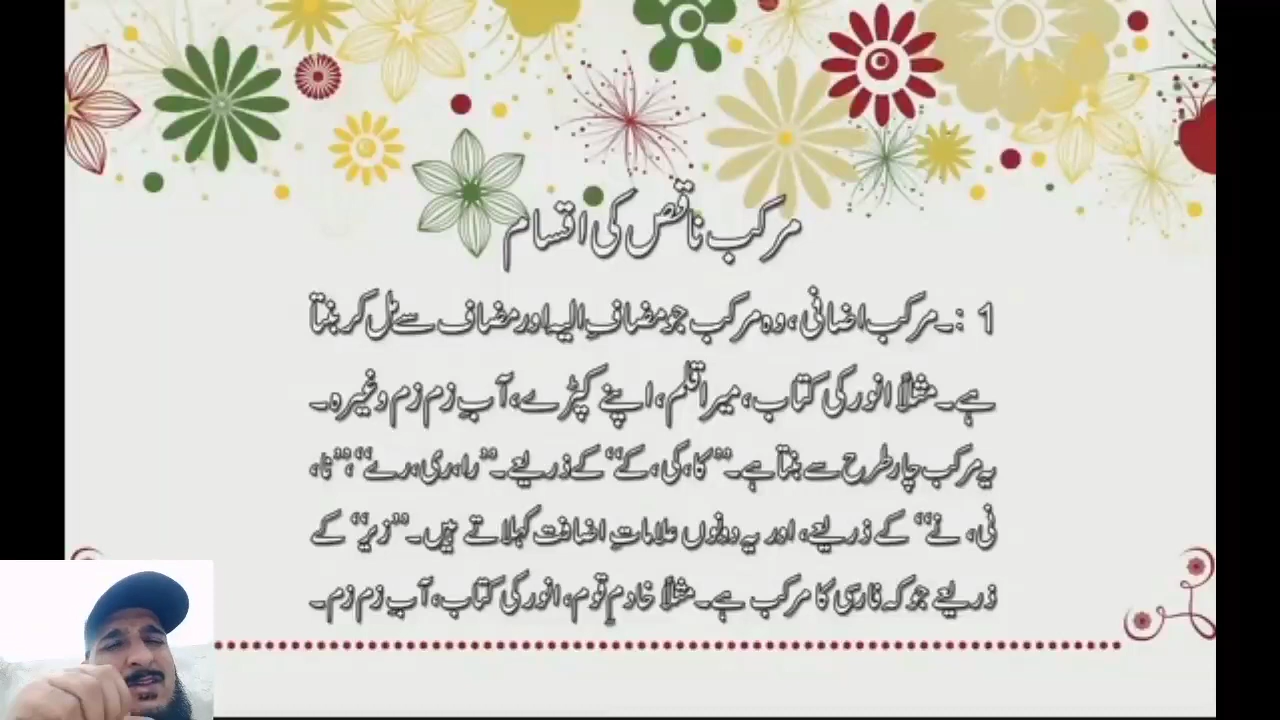 مرکب ناقص کی اقسام
1 :۔ مرکب اضافی، وہ مرکب جو مضافِ الیہ اور مضاف سے مل کر بنتا
ہے۔ مثلاً انور کی کتاب، میرا قلم، اپنے کپڑے، آبِ زم زم وغیرہ۔
یہ مرکب چار طرح سے بنتا ہے۔ ”کا، کی، کے“ کے ذریعے۔ ”را، ری، رے“، ”نا،
نی، نے“ کے ذریعے، اور یہ دونوں علاماتِ اضافت کہلاتے ہیں۔ ”زیر“ کے
ذریعے جو کہ فارسی کا مرکب ہے۔ مثلاً خادمِ قوم، انور کی کتاب، آبِ زم زم۔